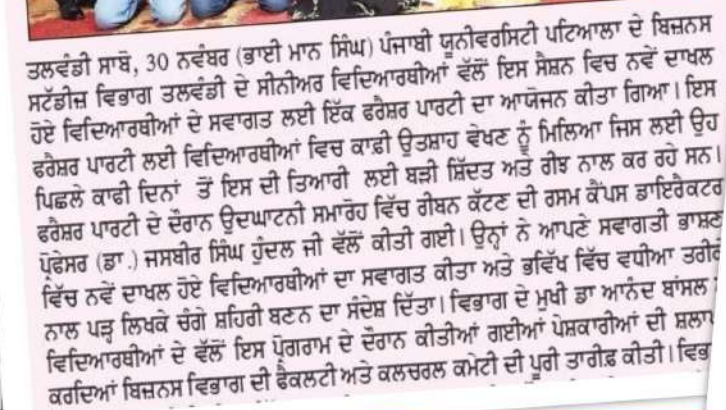 ਤਲਵੰਡੀ ਸਾਬੋ, 30 ਨਵੰਬਰ (ਭਾਈ ਮਾਨ ਸਿੰਘ) ਪੰਜਾਬੀ ਯੂਨੀਵਰਸਿਟੀ ਪਟਿਆਲਾ ਦੇ ਬਿਜ਼ਨਸ
ਸਟੱਡੀਜ਼ ਵਿਭਾਗ ਤਲਵੰਡੀ ਦੇ ਸੀਨੀਅਰ ਵਿਦਿਆਰਥੀਆਂ ਵੱਲੋਂ ਇਸ ਸੈਸ਼ਨ ਵਿਚ ਨਵੇਂ ਦਾਖਲ
ਹੋਏ ਵਿਦਿਆਰਥੀਆਂ ਦੇ ਸਵਾਗਤ ਲਈ ਇੱਕ ਫਰੈਸ਼ਰ ਪਾਰਟੀ ਦਾ ਆਯੋਜਨ ਕੀਤਾ ਗਿਆ। ਇਸ
ਫਰੈਸ਼ਰ ਪਾਰਟੀ ਲਈ ਵਿਦਿਆਰਥੀਆਂ ਵਿਚ ਕਾਫ਼ੀ ਉਤਸ਼ਾਹ ਵੇਖਣ ਨੂੰ ਮਿਲਿਆ ਜਿਸ ਲਈ ਉਹ
ਪਿਛਲੇ ਕਾਫੀ ਦਿਨਾਂ ਤੋਂ ਇਸ ਦੀ ਤਿਆਰੀ ਲਈ ਬੜੀ ਸ਼ਿੱਦਤ ਅਤੇ ਰੀਝ ਨਾਲ ਕਰ ਰਹੇ ਸਨ।
ਫਰੈਸ਼ਰ ਪਾਰਟੀ ਦੇ ਦੌਰਾਨ ਉਦਘਾਟਨੀ ਸਮਾਰੋਹ ਵਿੱਚ ਰੀਬਨ ਕੱਟਣ ਦੀ ਰਸਮ ਕੈਂਪਸ ਡਾਇਰੈਕਟਰ
ਪ੍ਰੋਫੈਸਰ (ਡਾ.) ਜਸਬੀਰ ਸਿੰਘ ਹੁੰਦਲ ਜੀ ਵੱਲੋਂ ਕੀਤੀ ਗਈ। ਉਨ੍ਹਾਂ ਨੇ ਆਪਣੇ ਸਵਾਗਤੀ ਭਾਸ਼ਣ
ਵਿੱਚ ਨਵੇਂ ਦਾਖਲ ਹੋਏ ਵਿਦਿਆਰਥੀਆਂ ਦਾ ਸਵਾਗਤ ਕੀਤਾ ਅਤੇ ਭਵਿੱਖ ਵਿੱਚ ਵਧੀਆ
ਨਾਲ ਪੜ੍ਹ ਲਿਖਕੇ ਚੰਗੇ ਸ਼ਹਿਰੀ ਬਣਨ ਦਾ ਸੰਦੇਸ਼ ਦਿੱਤਾ। ਵਿਭਾਗ ਦੇ ਮੁਖੀ ਡਾ ਆਨੰਦ ਬਾਂਸਲ
ਵਿਦਿਆਰਥੀਆਂ ਦੇ ਵੱਲੋਂ ਇਸ ਪ੍ਰੋਗਰਾਮ ਦੇ ਦੌਰਾਨ ਕੀਤੀਆਂ ਗਈਆਂ ਪੇਸ਼ਕਾਰੀਆਂ ਦੀ
ਕਰਦਿਆਂ ਬਿਜ਼ਨਸ ਵਿਭਾਗ ਦੀ ਫੈਕਲਟੀ ਅਤੇ ਕਲਚਰਲ ਕਮੇਟੀ ਦੀ ਪੂਰੀ ਤਾਰੀਫ਼ ਕੀਤੀ।